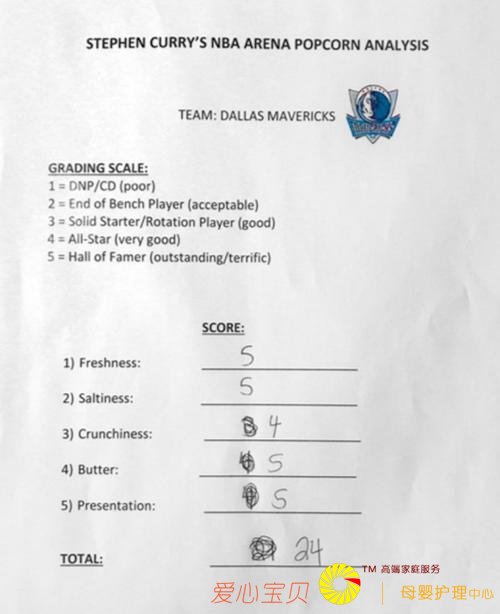 STEPHEN CURRY'S NBA ARENA POPCORN ANALYSIS
TEAM: DALLAS MAVERICKS
GRADING SCALE:
1 = DNP/CD (poor)
2 = End of Bench Player (acceptable)
3 = Solid Starter/Rotation Player (good)
4 = All-Star (very good)
5 = Hall of Famer (outstanding/terrific)
SCORE:
1) Freshness: 5
2) Saltiness: 5
3) Crunchiness: 4
4) Butter: 5
5) Presentation: 5
TOTAL: 24
TM 高端家庭服务
爱心宝贝 | 母婴护理中心